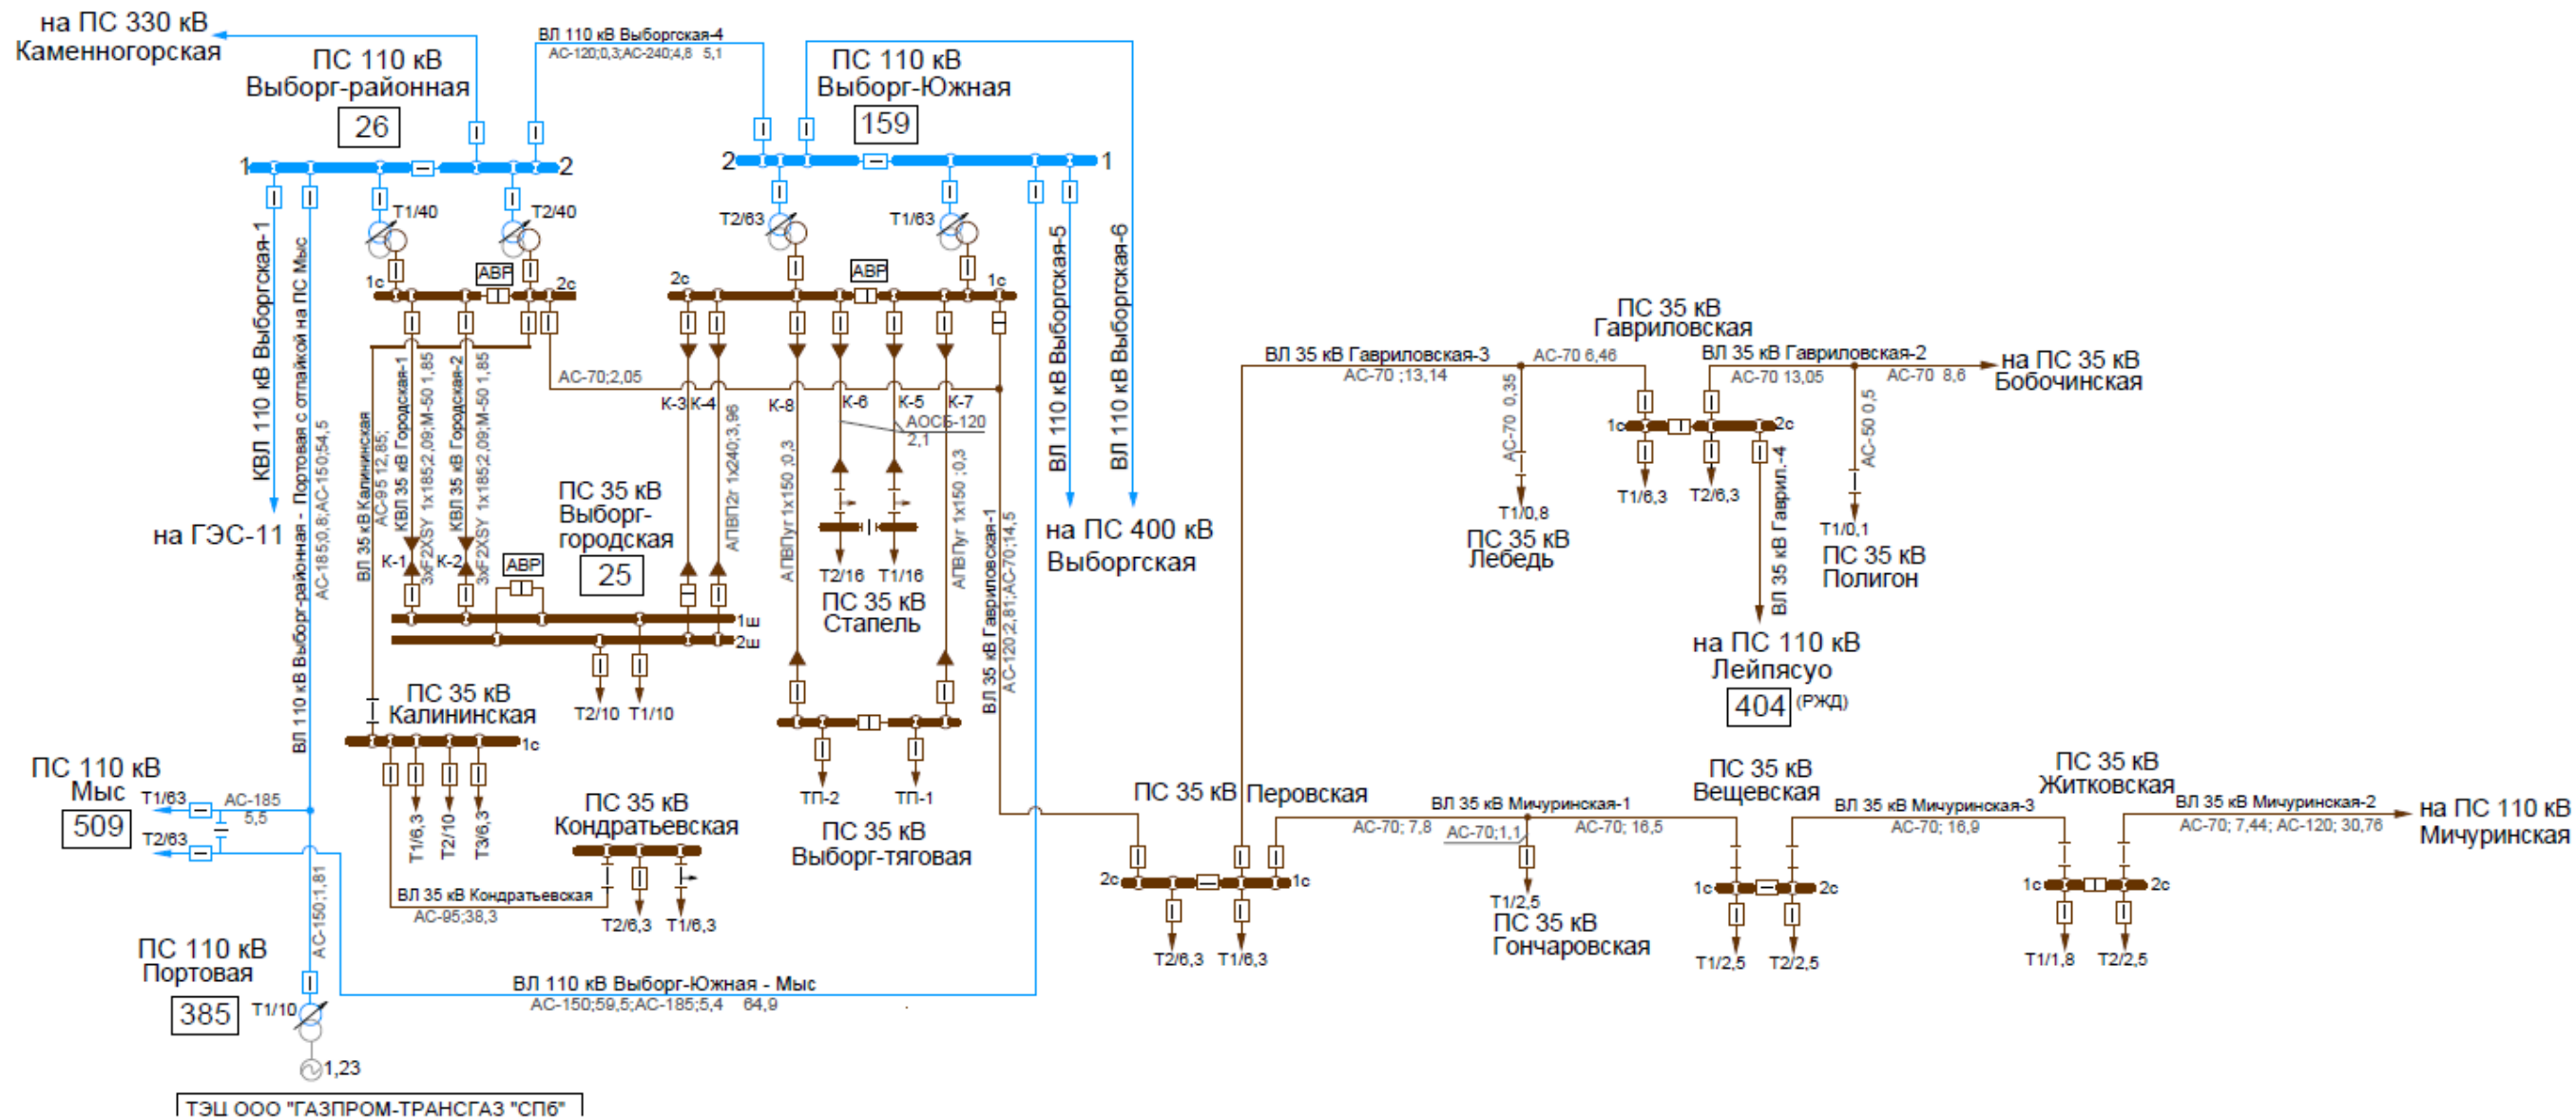 на ПС 330 кВ
Каменногорская
ПС 110 кВ
Выборг-районная
26
ВЛ 110 кВ Выборгская-4
АС-120;0,3;АС-240;4,8 5,1
ПС 110 кВ
Выборг-Южная
159
1
2
2
1
Т1/40
Т2/40
Т2/63
Т1/63
КВЛ 110 кВ Выборгская-1
на ГЭС-11
ВЛ 110 кВ Выборг-районная - Портовая с отпайкой на ПС Мыс
АС-185;0,8;АС-150;54,5
1с
АВР
2с
2с
АВР
1с
ВЛ 110 кВ Выборгская-5
ВЛ 110 кВ Выборгская-6
на ПС 400 кВ
Выборгская
АС-70;2,05
ВЛ 35 кВ Калининская
АС-95 12,85;
КВЛ 35 кВ Городская-1
3xF2XSY 1x185;2,09;М-50 1,85
КВЛ 35 кВ Городская-2
3xF2XSY 1x185;2,09;М-50 1,85
К-1
К-2
К-3
К-4
К-8
К-6
К-5
К-7
АОСБ-120
2,1
АПВП2г 1x240;3,96
АПВПуг 1x150 ;0,3
АПВПуг 1x150 ;0,3
ПС 35 кВ
Выборг-
городская
25
АВР
1ш
2ш
Т2/10
Т1/10
Т2/16
Т1/16
ПС 35 кВ
Стапель
ВЛ 35 кВ Гавриловская-1
АС-120;2,81;АС-70;14,5
ПС 35 кВ
Калининская
1с
Т1/6,3
Т2/10
Т3/6,3
ПС 35 кВ
Кондратьевская
ВЛ 35 кВ Кондратьевская
АС-95;38,3
Т2/6,3
Т1/6,3
ТП-2
ТП-1
ПС 35 кВ
Выборг-тяговая
ПС 110 кВ
Мыс
509
Т1/63
Т2/63
АС-185
5,5
АС-150;1,81
ПС 110 кВ
Портовая
385
Т1/10
1,23
ТЭЦ ООО "ГАЗПРОМ-ТРАНСГАЗ "СПб"
ВЛ 110 кВ Выборг-Южная - Мыс
АС-150;59,5;АС-185;5,4 64,9
ПС 35 кВ
Гавриловская
ВЛ 35 кВ Гавриловская-3
АС-70 ;13,14
АС-70 6,46
АС-70 0,35
Т1/0,8
ПС 35 кВ
Лебедь
ВЛ 35 кВ Гавриловская-2
АС-70 13,05
АС-70 8,6
на ПС 35 кВ
Бобочинская
1с
2с
Т1/6,3
Т2/6,3
АС-50 0,5
Т1/0,1
ПС 35 кВ
Полигон
ВЛ 35 кВ Гаврил.-4
на ПС 110 кВ
Лейпясуо
404
(РЖД)
ПС 35 кВ Перовская
2с
1с
Т2/6,3
Т1/6,3
ВЛ 35 кВ Мичуринская-1
АС-70; 7,8
АС-70;1,1
АС-70; 16,5
Т1/2,5
ПС 35 кВ
Гончаровская
ПС 35 кВ
Вещевская
1с
2с
Т1/2,5
Т2/2,5
ВЛ 35 кВ Мичуринская-3
АС-70; 16,9
ПС 35 кВ
Житковская
1с
2с
Т1/1,8
Т2/2,5
ВЛ 35 кВ Мичуринская-2
АС-70; 7,44; АС-120; 30,76
на ПС 110 кВ
Мичуринская